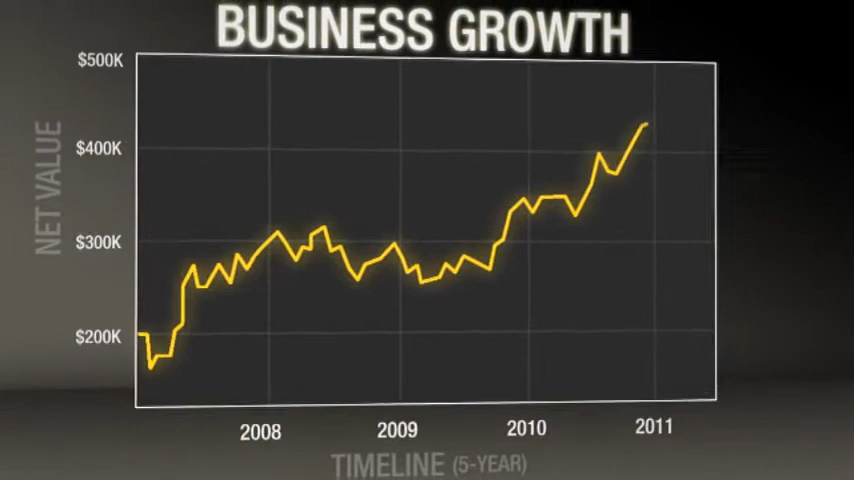 BUSINESS GROWTH
$500K
$400K
$300K
$200K
NET VALUE
2008 2009 2010 2011
TIMELINE (5-YEAR)